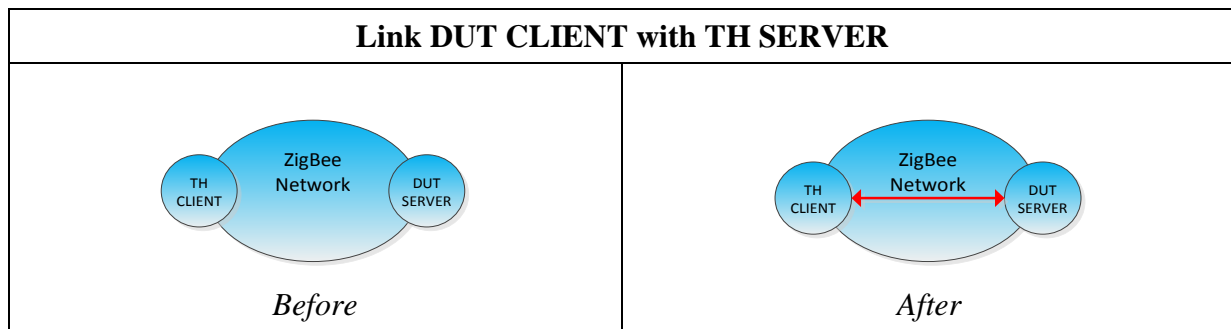 Link DUT CLIENT with TH SERVER
ZigBee
Network
TH
CLIENT
DUT
SERVER
Before
ZigBee
Network
TH
CLIENT
DUT
SERVER
After